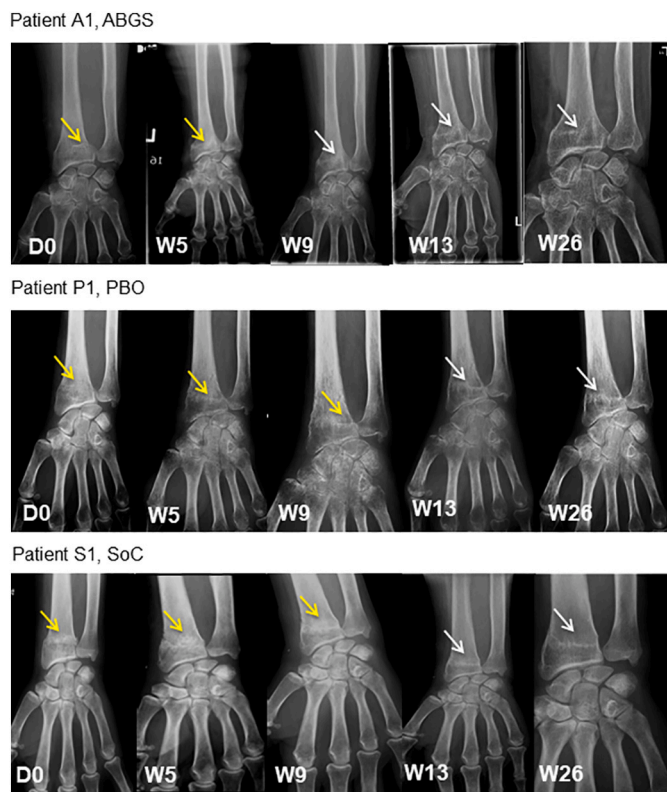 Patient A1, ABGS
L
16
L
D0
W5
W9
W13
W26
Patient P1, PBO
D0
W5
W9
W13
W26
Patient S1, SoC
D0
W5
W9
W13
W26